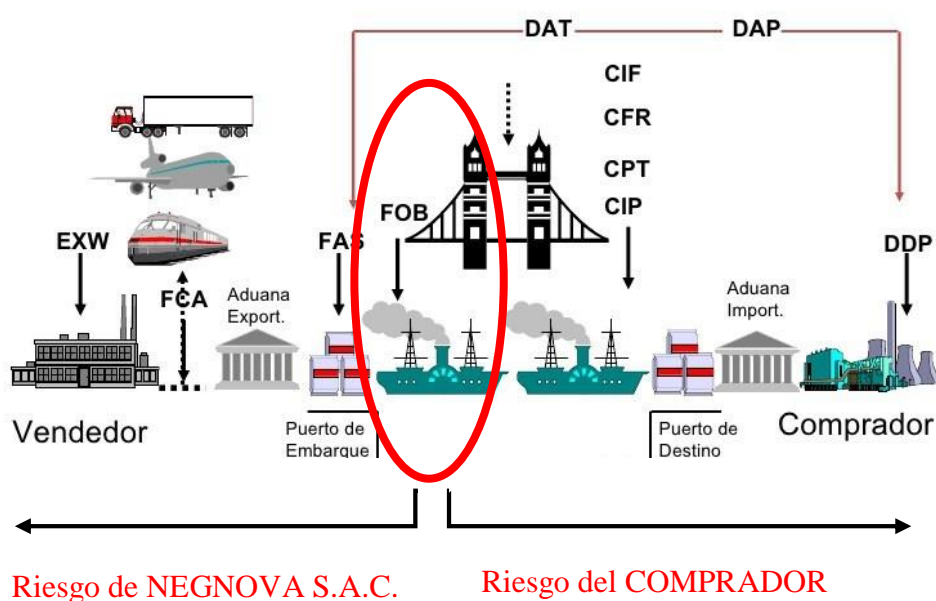 DAT
DAP
CIF
CFR
CPT
CIP
FOB
EXW
FAS
DDP
FCA
Aduana
Export.
Aduana
Import.
Vendedor
Puerto de
Embarque
Puerto de
Destino
Comprador
Riesgo de NEGNOVA S.A.C.
Riesgo del COMPRADOR